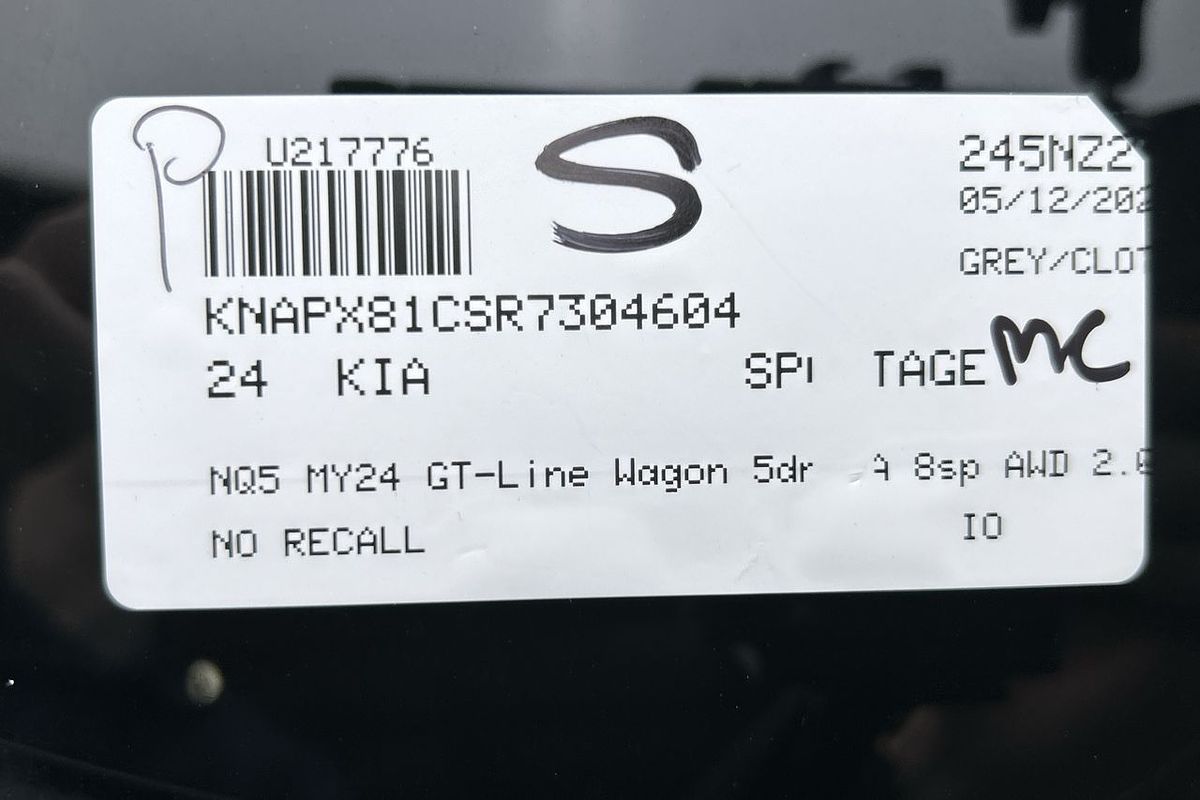 P U217776 S 245NZ2
05/12/202
GREY/CLOT
KNAPX81CSR7304604
24 KIA SP TAGE MC
NQ5 MY24 GT-Line Wagon 5dr A 8sp AWD 2.0
NO RECALL IO